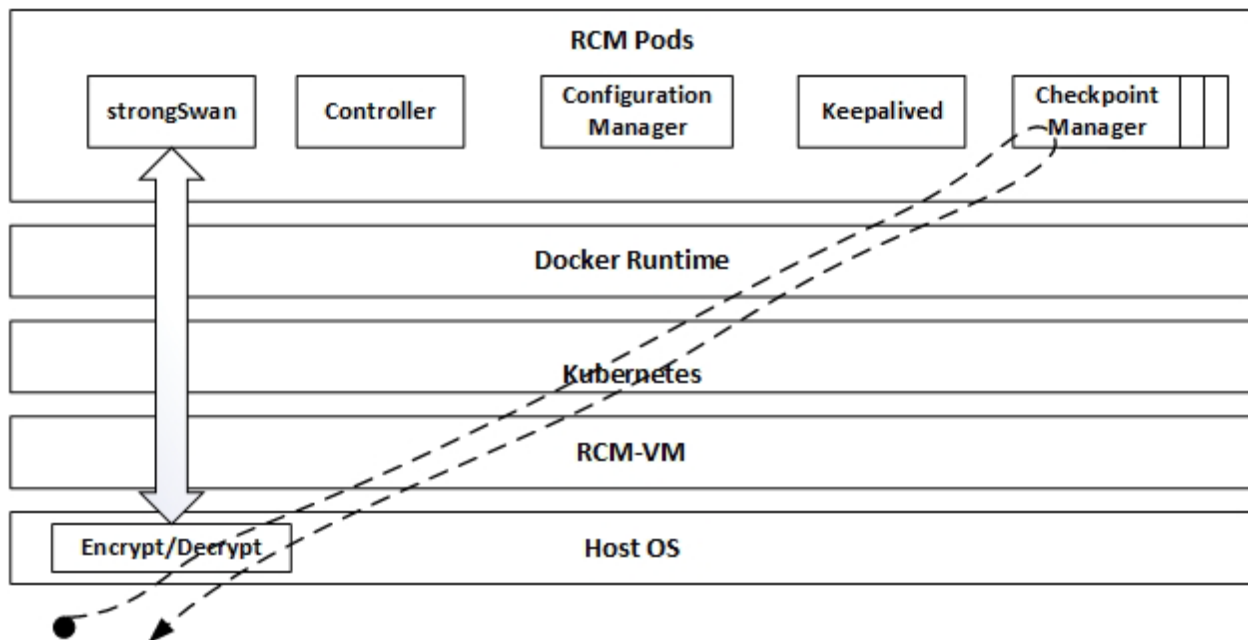 RCM Pods
strongSwan
Controller
Configuration
Manager
Keepalived
Checkpoint
Manager
Docker Runtime
Kubernetes
RCM-VM
Encrypt/Decrypt
Host OS